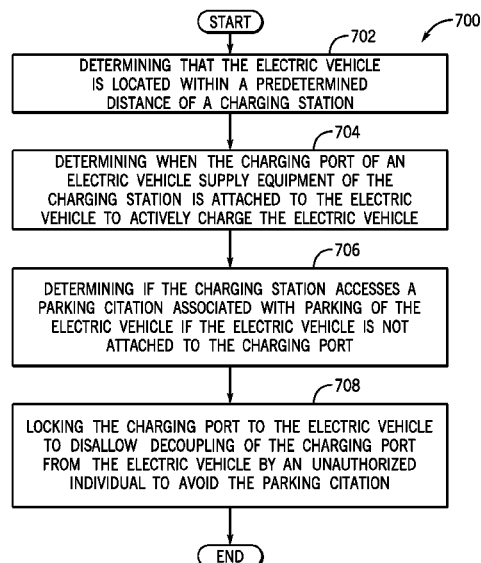 START
700
702
DETERMINING THAT THE ELECTRIC VEHICLE
IS LOCATED WITHIN A PREDETERMINED
DISTANCE OF A CHARGING STATION
704
DETERMINING WHEN THE CHARGING PORT OF AN
ELECTRIC VEHICLE SUPPLY EQUIPMENT OF THE
CHARGING STATION IS ATTACHED TO THE ELECTRIC
VEHICLE TO ACTIVELY CHARGE THE ELECTRIC VEHICLE
706
DETERMINING IF THE CHARGING STATION ACCESSES A
PARKING CITATION ASSOCIATED WITH PARKING OF THE
ELECTRIC VEHICLE IF THE ELECTRIC VEHICLE IS NOT
ATTACHED TO THE CHARGING PORT
708
LOCKING THE CHARGING PORT TO THE ELECTRIC VEHICLE
TO DISALLOW DECOUPLING OF THE CHARGING PORT
FROM THE ELECTRIC VEHICLE BY AN UNAUTHORIZED
INDIVIDUAL TO AVOID THE PARKING CITATION
END